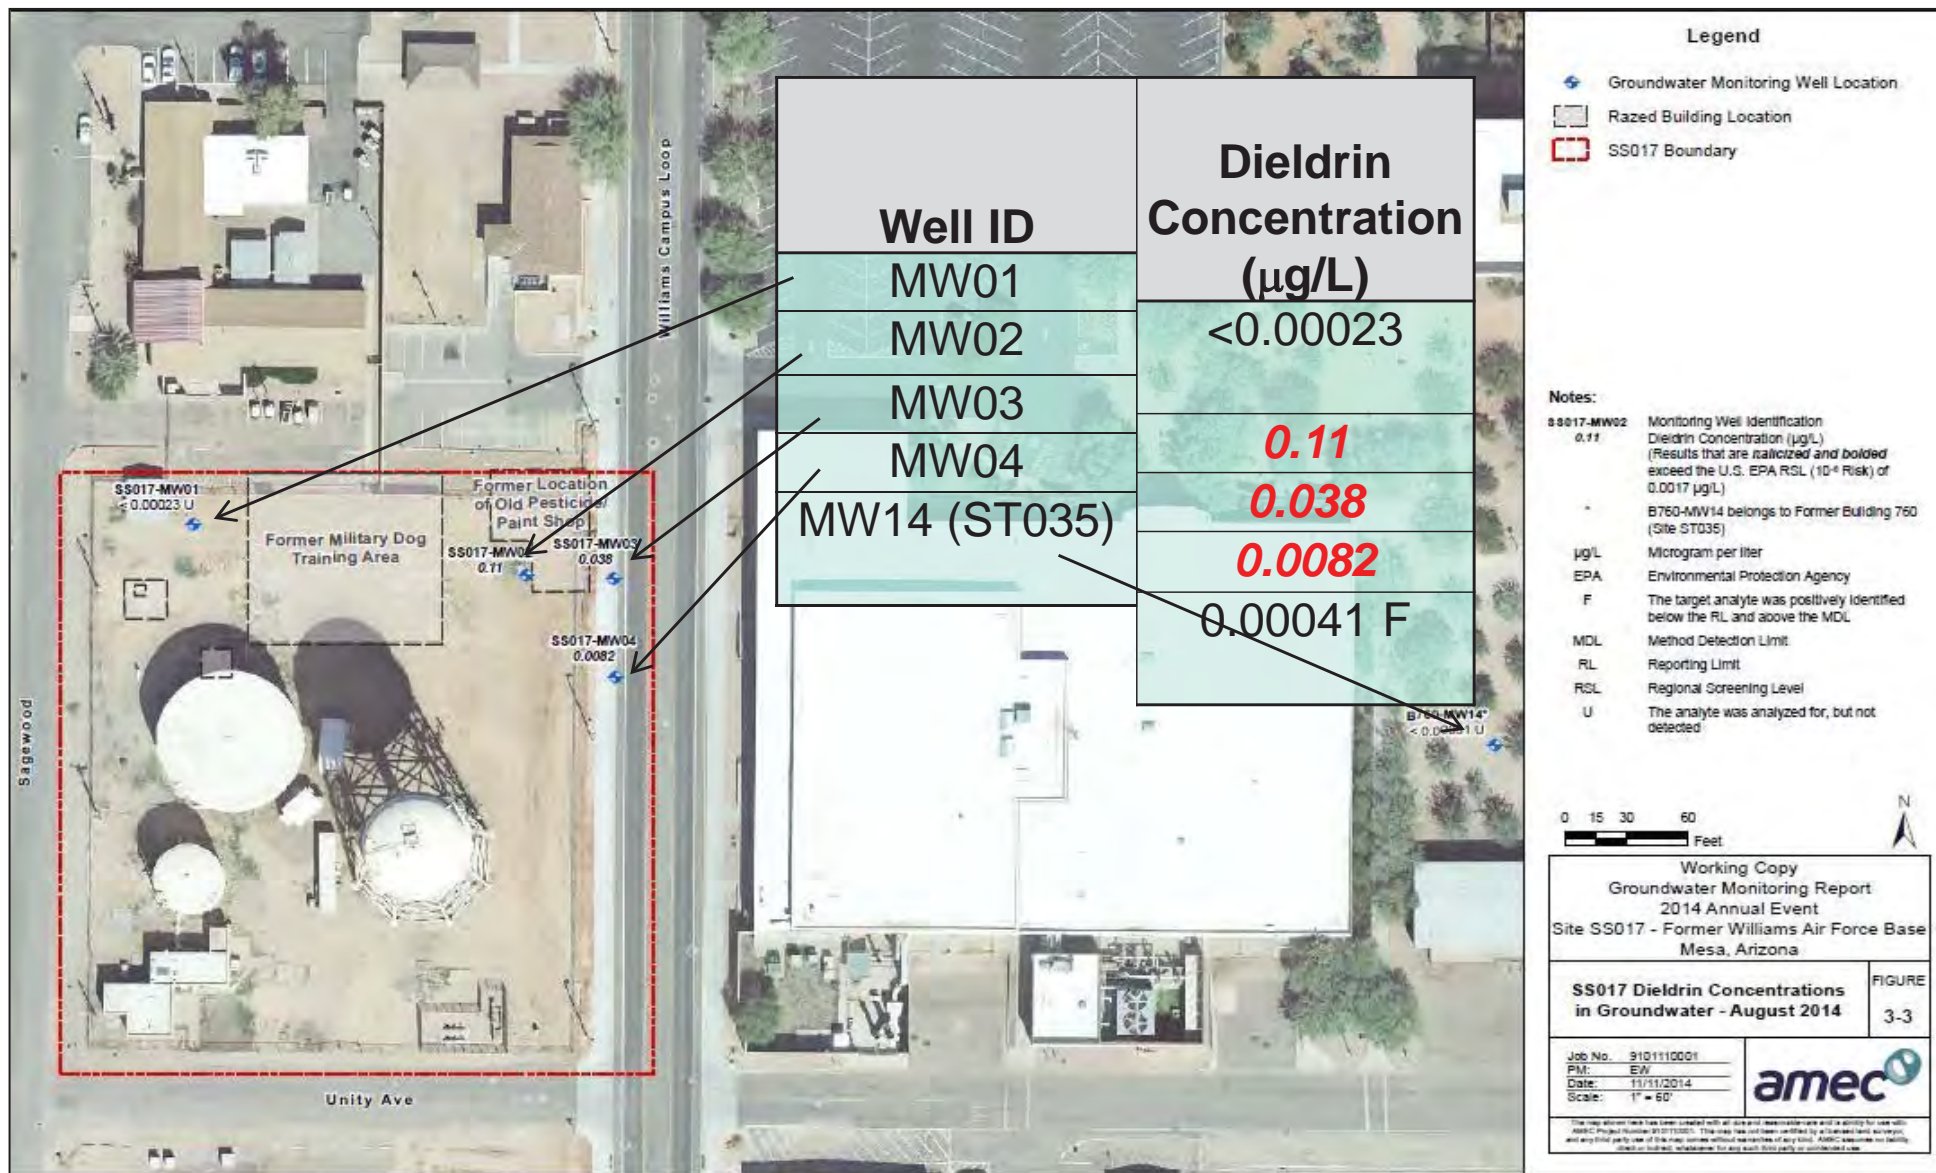 Well ID
Dieldrin
Concentration
(µg/L)
MW01
MW02
MW03
MW04
MW14 (ST035)
<0.00023
0.11
0.038
0.0082
0.00041 F
Williams Campus Loop
Sagewood
Unity Ave
SS017-MW01
< 0.00023 U
Former Military Dog
Training Area
Former Location
of Old Pesticide/
Paint Shop
SS017-MW02
0.11
SS017-MW03
0.038
SS017-MW04
0.0082
B760-MW14*
Legend
Groundwater Monitoring Well Location
Razed Building Location
SS017 Boundary
Notes:
SS017-MW02 Monitoring Well Identification
0.11 Dieldrin Concentration (µg/L)
(Results that are italicized and bolded
exceed the U.S. EPA RSL (10⁻⁶ Risk) of
0.0017 µg/L)
* B760-MW14 belongs to Former Building 760
(Site ST035)
µg/L Microgram per liter
EPA Environmental Protection Agency
F The target analyte was positively identified
below the RL and above the MDL
MDL Method Detection Limit
RL Reporting Limit
RSL Regional Screening Level
U The analyte was analyzed for, but not
detected
0 15 30 60
Feet
N
Working Copy
Groundwater Monitoring Report
2014 Annual Event
Site SS017 - Former Williams Air Force Base
Mesa, Arizona
SS017 Dieldrin Concentrations
in Groundwater - August 2014
FIGURE
3-3
Job No. 9101110001
PM: EW
Date: 11/11/2014
Scale: 1" = 60'
amec